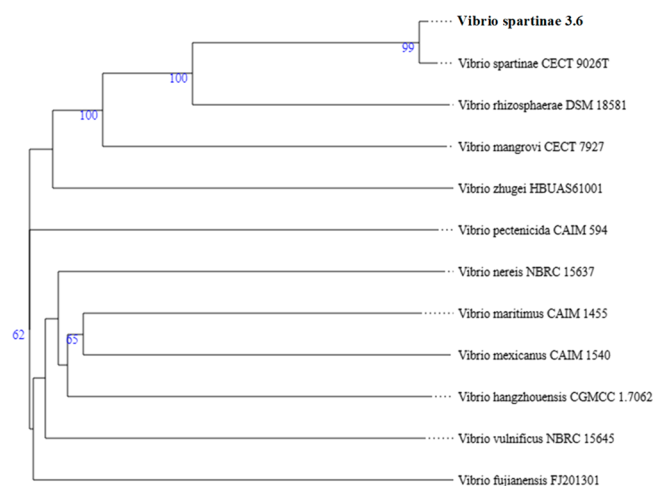 Vibrio spartinae 3.6
99
Vibrio spartinae CECT 9026T
100
Vibrio rhizosphaerae DSM 18581
100
Vibrio mangrovi CECT 7927
Vibrio zhugei HBUAS61001
Vibrio pectenicida CAIM 594
Vibrio nereis NBRC 15637
Vibrio maritimus CAIM 1455
62
65
Vibrio mexicanus CAIM 1540
Vibrio hangzhouensis CGMCC 1.7062
Vibrio vulnificus NBRC 15645
Vibrio fujianensis FJ201301